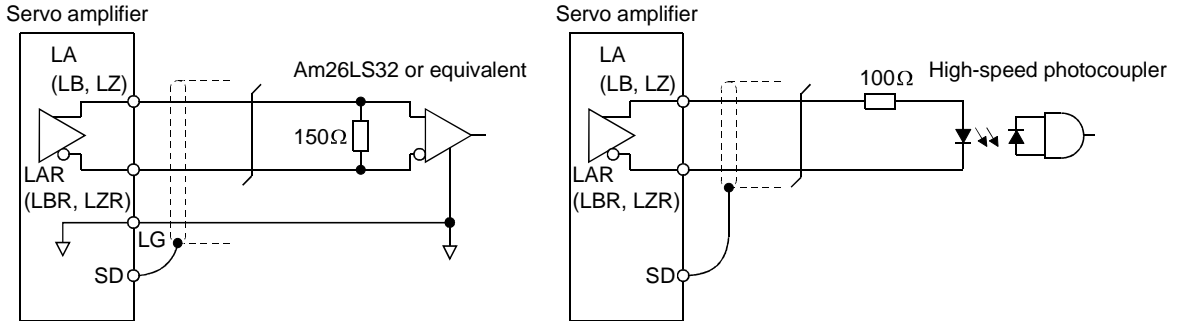 Servo amplifier
LA
(LB, LZ)
Am26LS32 or equivalent
150Ω
LAR
(LBR, LZR)
LG
SD
Servo amplifier
LA
(LB, LZ)
100Ω
High-speed photocoupler
LAR
(LBR, LZR)
SD